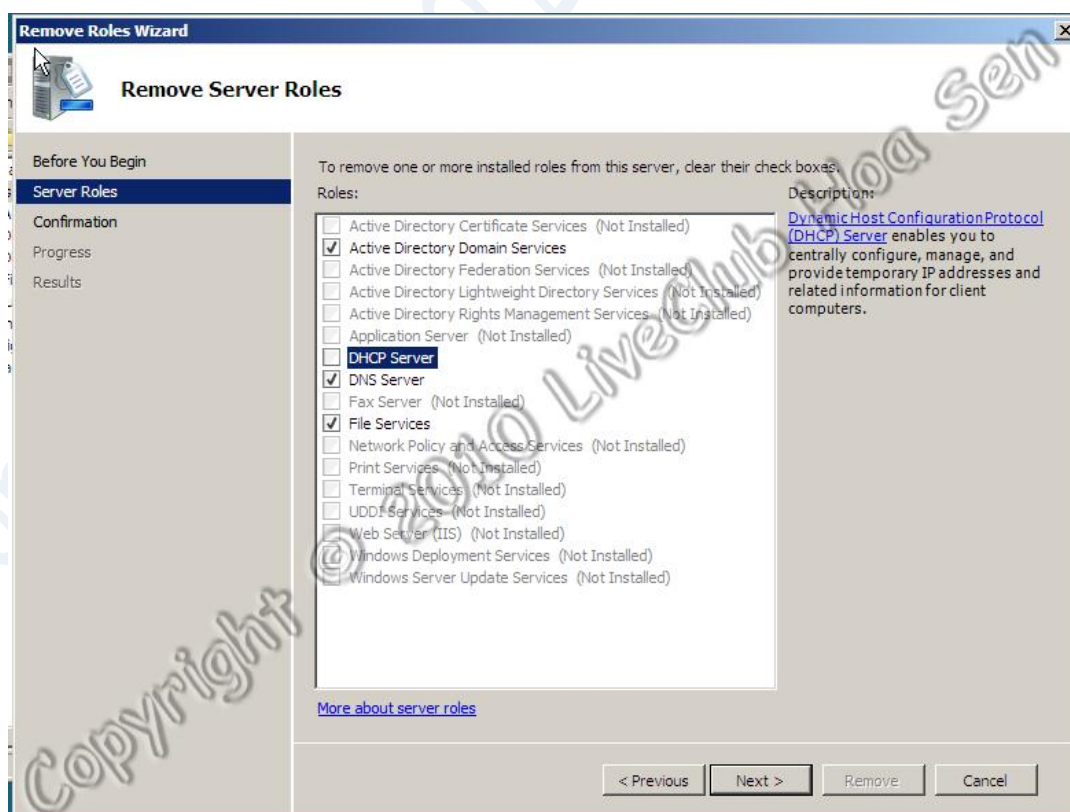 Remove Roles Wizard
Remove Server Roles
Before You Begin
Server Roles
Confirmation
Progress
Results
To remove one or more installed roles from this server, clear their check boxes.
Roles:
Active Directory Certificate Services (Not Installed)
Active Directory Domain Services
Active Directory Federation Services (Not Installed)
Active Directory Lightweight Directory Services (Not Installed)
Active Directory Rights Management Services (Not Installed)
Application Server (Not Installed)
DHCP Server
DNS Server
Fax Server (Not Installed)
File Services
Network Policy and Access Services (Not Installed)
Print Services (Not Installed)
Terminal Services (Not Installed)
UDDI Services (Not Installed)
Web Server (IIS) (Not Installed)
Windows Deployment Services (Not Installed)
Windows Server Update Services (Not Installed)
More about server roles
Description:
Dynamic Host Configuration Protocol
(DHCP) Server enables you to
centrally configure, manage, and
provide temporary IP addresses and
related information for client
computers.
< Previous
Next >
Remove
Cancel
Copyright © 2010 LiveClub Hoa Sen